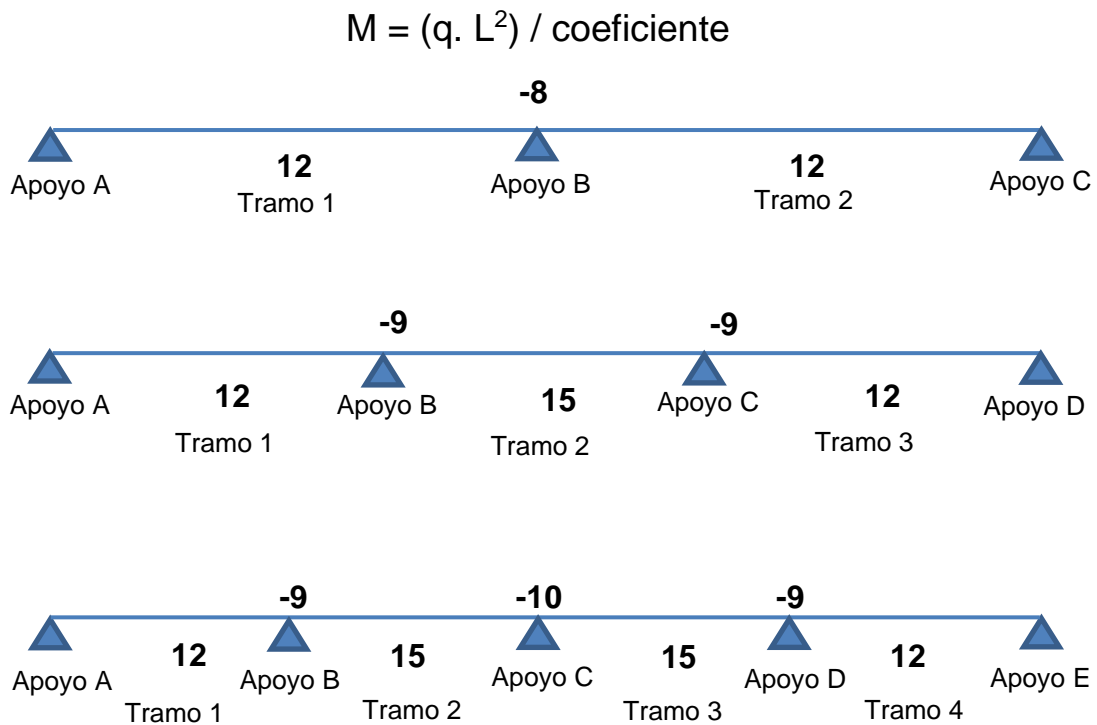 M = (q. L²) / coeficiente
-8
Apoyo A 12 Apoyo B 12 Apoyo C
Tramo 1 Tramo 2
-9 -9
Apoyo A 12 Apoyo B 15 Apoyo C 12 Apoyo D
Tramo 1 Tramo 2 Tramo 3
-9 -10 -9
Apoyo A 12 Apoyo B 15 Apoyo C 15 Apoyo D 12 Apoyo E
Tramo 1 Tramo 2 Tramo 3 Tramo 4